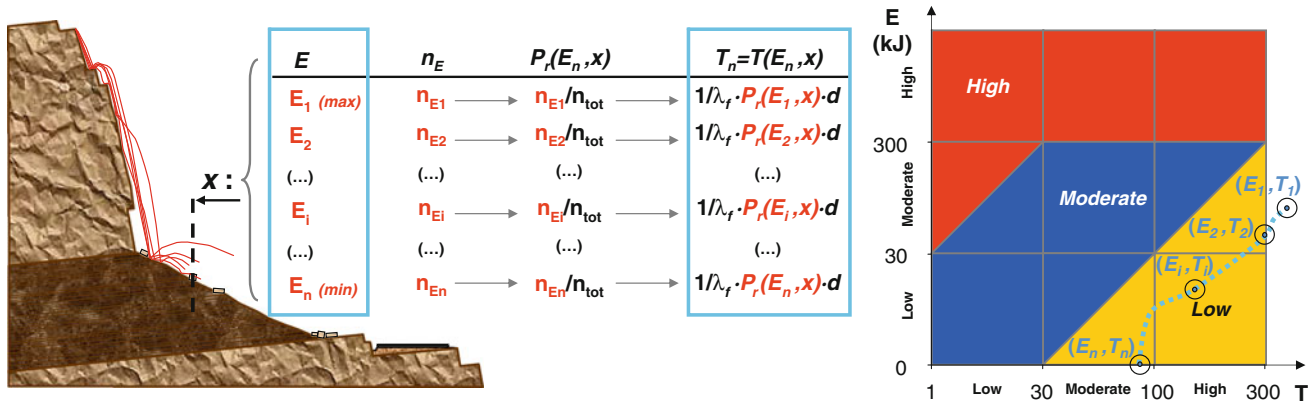 E n_E P_r(E_n,x) T_n=T(E_n,x)
E_1 (max) n_E1 n_E1/n_tot 1/λ_f·P_r(E_1,x)·d
E_2 n_E2 n_E2/n_tot 1/λ_f·P_r(E_2,x)·d
(...) (...) (...) (...)
x :
E_i n_Ei n_Ei/n_tot 1/λ_f·P_r(E_i,x)·d
(...) (...) (...) (...)
E_n (min) n_En n_En/n_tot 1/λ_f·P_r(E_n,x)·d
E
(kJ)
High
High
300
Moderate
Moderate
(E_1,T_1)
(E_2,T_2)
30
(E_i,T_i)
Low
Low
(E_n,T_n)
0
1 Low 30 Moderate 100 High 300 T